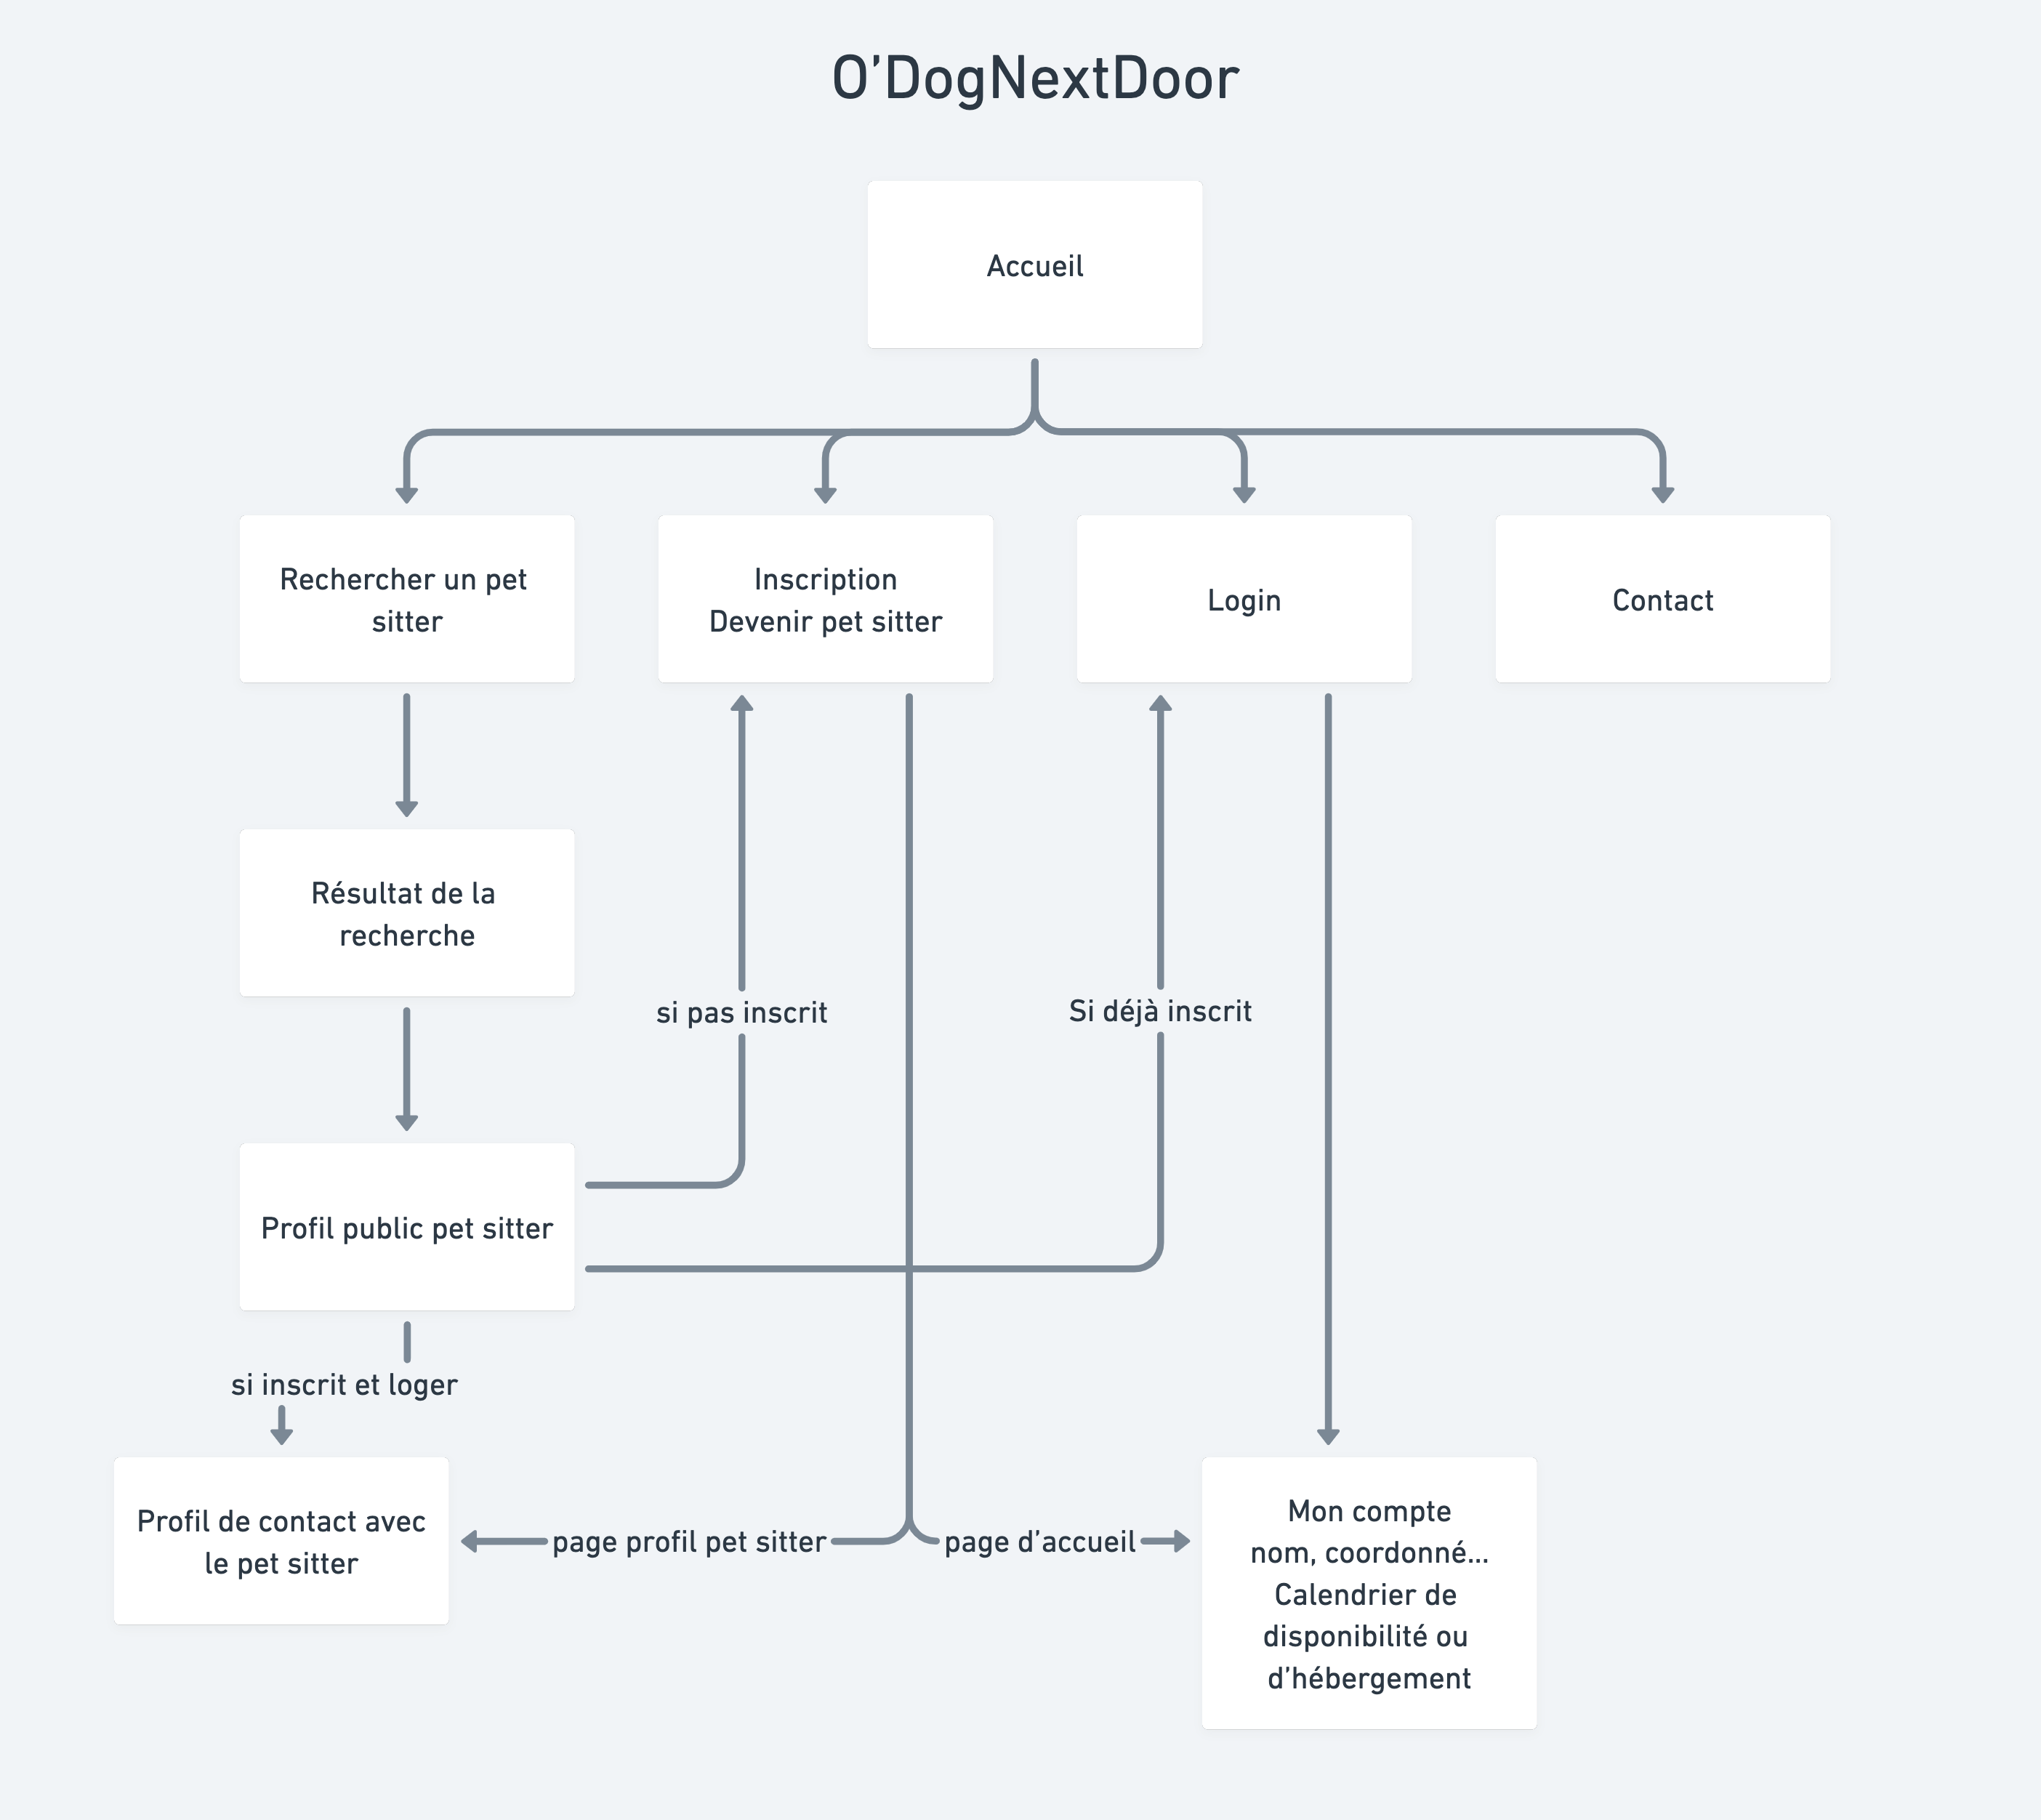 O’DogNextDoor
Accueil
Rechercher un pet
sitter
Inscription
Devenir pet sitter
Login
Contact
Résultat de la
recherche
si pas inscrit
Si déjà inscrit
Profil public pet sitter
si inscrit et loger
Profil de contact avec
le pet sitter
page profil pet sitter
page d’accueil
Mon compte
nom, coordonné...
Calendrier de
disponibilité ou
d’hébergement